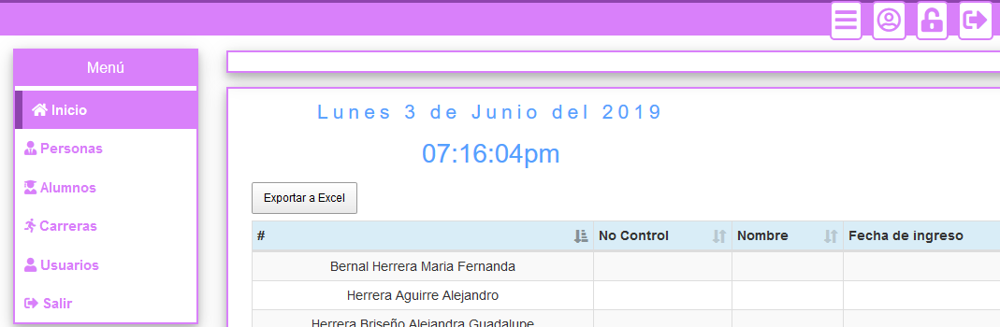 Menú
Inicio
Personas
Alumnos
Carreras
Usuarios
Salir
Lunes 3 de Junio del 2019
07:16:04pm
Exportar a Excel
# No Control Nombre Fecha de ingreso
Bernal Herrera Maria Fernanda
Herrera Aguirre Alejandro
Herrera Briseño Alejandra Guadalupe